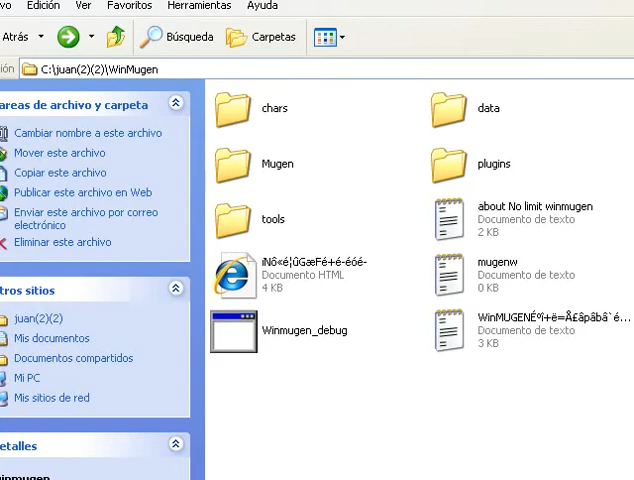 vo Edición Ver Favoritos Herramientas Ayuda
Atrás Búsqueda Carpetas
ión C:\juan(2)(2)\WinMugen
areas de archivo y carpeta
Cambiar nombre a este archivo
Mover este archivo
Copiar este archivo
Publicar este archivo en Web
Enviar este archivo por correo
electrónico
Eliminar este archivo
tros sitios
juan(2)(2)
Mis documentos
Documentos compartidos
Mi PC
Mis sitios de red
etalles
chars
data
Mugen
plugins
tools
about No limit winmugen
Documento de texto
2 KB
Documento HTML
4 KB
mugenw
Documento de texto
0 KB
Winmugen_debug
Documento de texto
3 KB